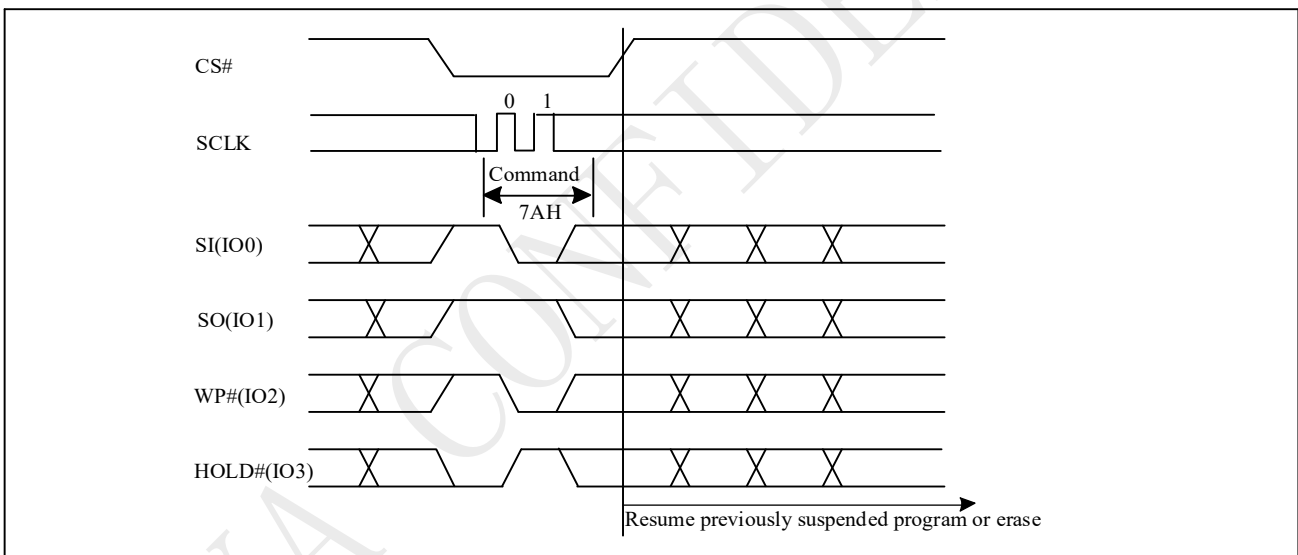 CS#
0 1
SCLK
Command
7AH
SI(IO0)
SO(IO1)
WP#(IO2)
HOLD#(IO3)
Resume previously suspended program or erase